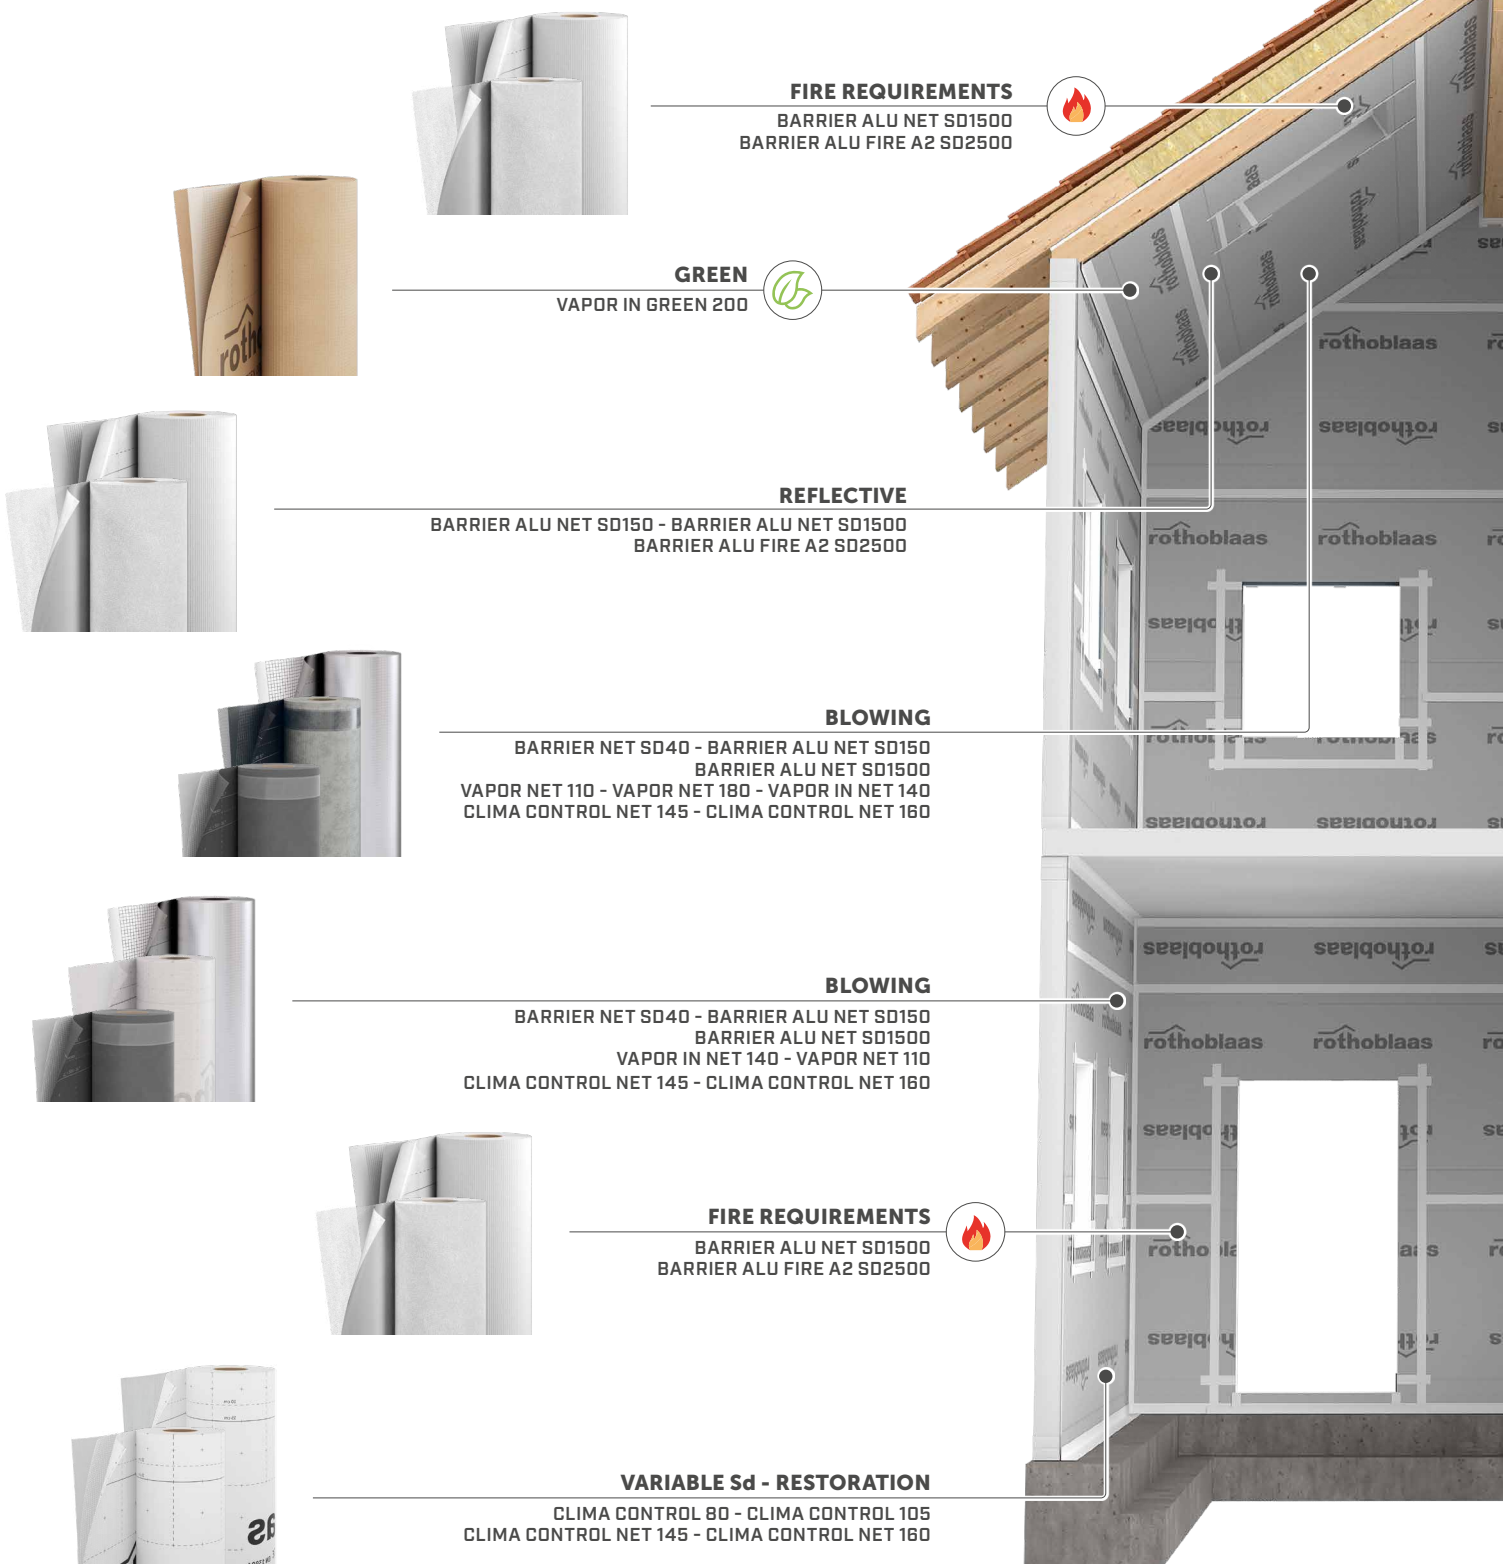 FIRE REQUIREMENTS
BARRIER ALU NET SD1500
BARRIER ALU FIRE A2 SD2500
GREEN
VAPOR IN GREEN 200
REFLECTIVE
BARRIER ALU NET SD150 - BARRIER ALU NET SD1500
BARRIER ALU FIRE A2 SD2500
BLOWING
BARRIER NET SD40 - BARRIER ALU NET SD150
BARRIER ALU NET SD1500
VAPOR NET 110 - VAPOR NET 180 - VAPOR IN NET 140
CLIMA CONTROL NET 145 - CLIMA CONTROL NET 160
BLOWING
BARRIER NET SD40 - BARRIER ALU NET SD150
BARRIER ALU NET SD1500
VAPOR IN NET 140 - VAPOR NET 110
CLIMA CONTROL NET 145 - CLIMA CONTROL NET 160
FIRE REQUIREMENTS
BARRIER ALU NET SD1500
BARRIER ALU FIRE A2 SD2500
VARIABLE Sd - RESTORATION
CLIMA CONTROL 80 - CLIMA CONTROL 105
CLIMA CONTROL NET 145 - CLIMA CONTROL NET 160
rothoblaas
rothoblaas rothoblaas
rothoblaas rothoblaas
rothoblaas
rothoblaas rothoblaas
rothoblaas rothoblaas
rothoblaas rothoblaas